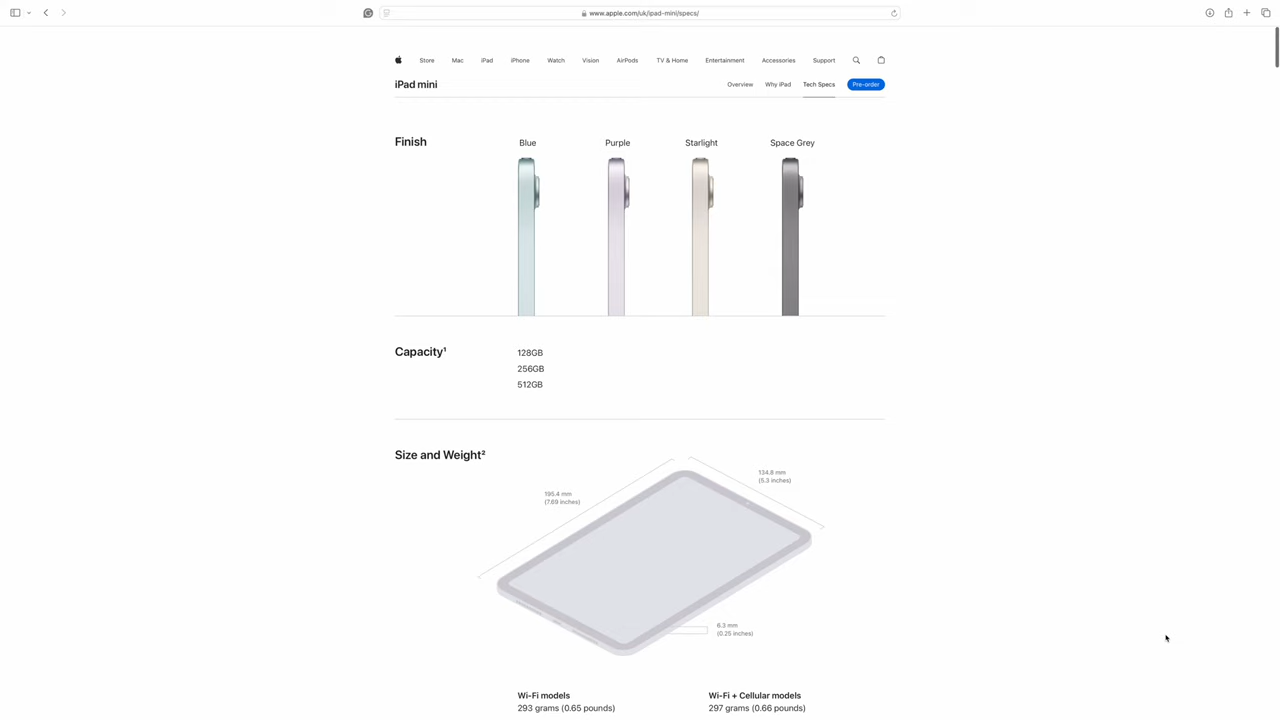 www.apple.com/uk/ipad-mini/specs/
Store Mac iPad iPhone Watch Vision AirPods TV & Home Entertainment Accessories Support
iPad mini Overview Why iPad Tech Specs Pre-order
Finish Blue Purple Starlight Space Grey
Capacity¹ 128GB
256GB
512GB
Size and Weight²
134.8 mm
(5.3 inches)
195.4 mm
(7.69 inches)
6.3 mm
(0.25 inches)
Wi-Fi models Wi-Fi + Cellular models
293 grams (0.65 pounds) 297 grams (0.66 pounds)